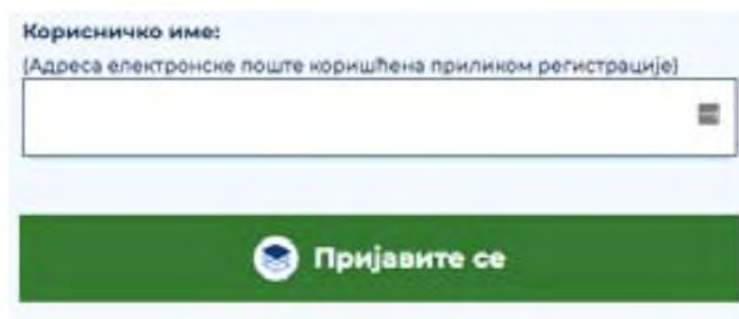 Корисничко име:
(Адреса електронске поште коришћена приликом регистрације)
Пријавите се